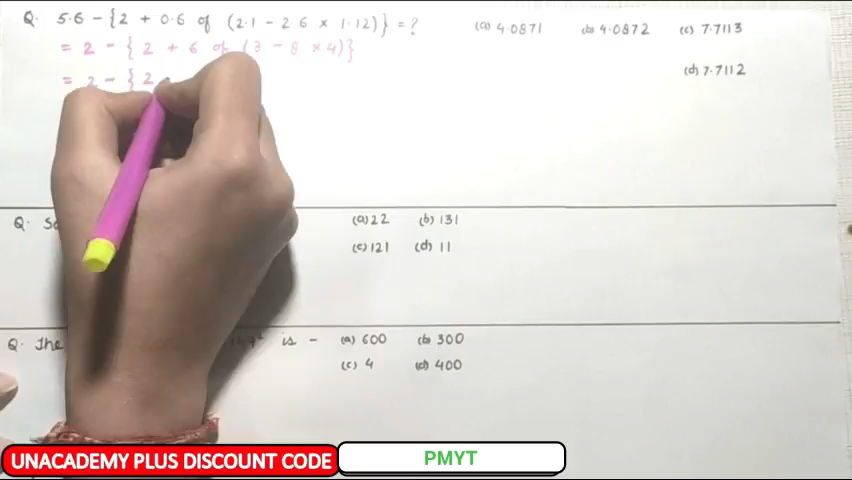 Q. 5.6 - {2 + 0.6 of (2.1 - 2.6 × 1.12)} = ? (a) 4.0871 (b) 4.0872 (c) 7.7113
= 2 - { 2 + 6 of (3 - 8 × 4)}
(d) 7.7112
= 2 - { 2
Q. (a) 22 (b) 131
(c) 121 (d) 11
Q. The is - (a) 600 (b) 300
(c) 4 (d) 400
UNACADEMY PLUS DISCOUNT CODE PMYT